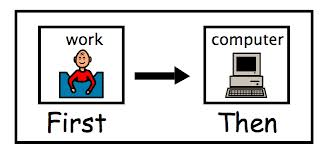 work
computer
First
Then